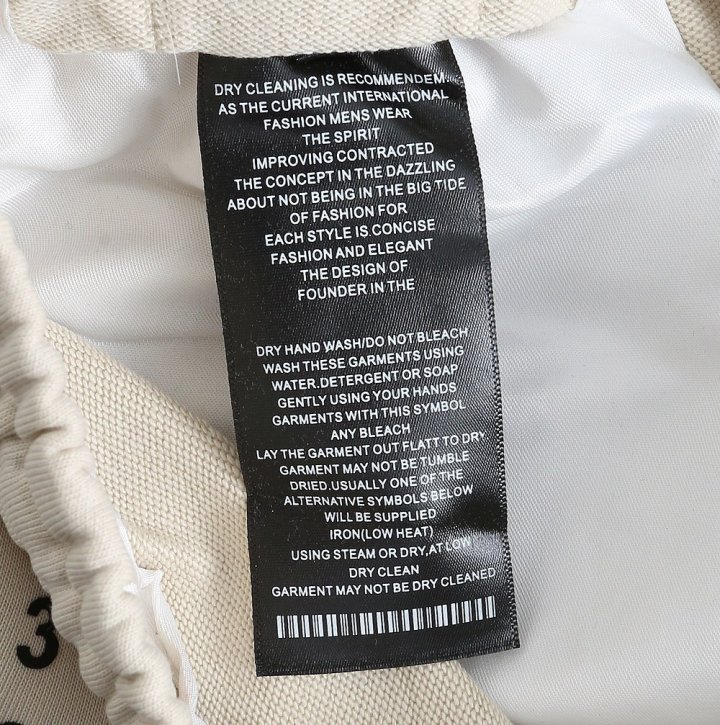 DRY CLEANING IS RECOMMENDEM
AS THE CURRENT INTERNATIONAL
FASHION MENS WEAR
THE SPIRIT
IMPROVING CONTRACTED
THE CONCEPT IN THE DAZZLING
ABOUT NOT BEING IN THE BIG TIDE
OF FASHION FOR
EACH STYLE IS.CONCISE
FASHION AND ELEGANT
THE DESIGN OF
FOUNDER IN THE
DRY HAND WASH/DO NOT BLEACH
WASH THESE GARMENTS USING
WATER.DETERGENT OR SOAP
GENTLY USING YOUR HANDS
GARMENTS WITH THIS SYMBOL
ANY BLEACH
LAY THE GARMENT OUT FLATT TO DRY
GARMENT MAY NOT BE TUMBLE
DRIED.USUALLY ONE OF THE
ALTERNATIVE SYMBOLS BELOW
WILL BE SUPPLIED
IRON(LOW HEAT)
USING STEAM OR DRY,AT LOW
DRY CLEAN
GARMENT MAY NOT BE DRY CLEANED
3